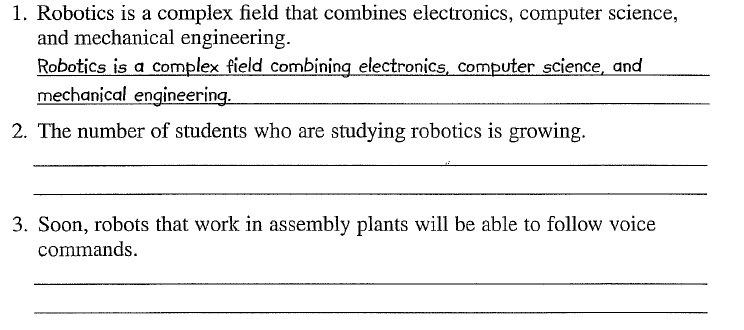 1. Robotics is a complex field that combines electronics, computer science,
and mechanical engineering.
Robotics is a complex field combining electronics, computer science, and
mechanical engineering.
2. The number of students who are studying robotics is growing.
3. Soon, robots that work in assembly plants will be able to follow voice
commands.